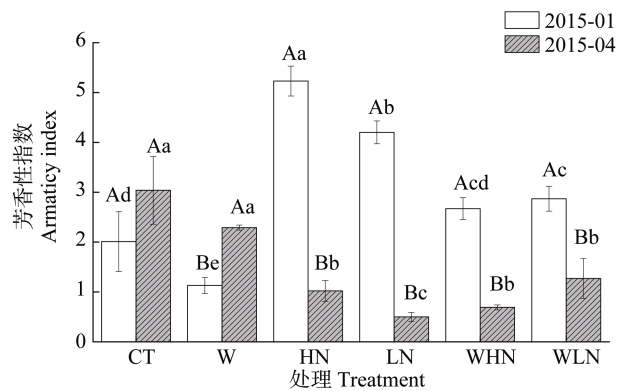 2015-01
2015-04
芳香性指数
Armaticy index
6
5
4
3
2
1
0
Ad
Aa
Be
Aa
Aa
Bb
Ab
Bc
Acd
Bb
Ac
Bb
CT W HN LN WHN WLN
处理 Treatment